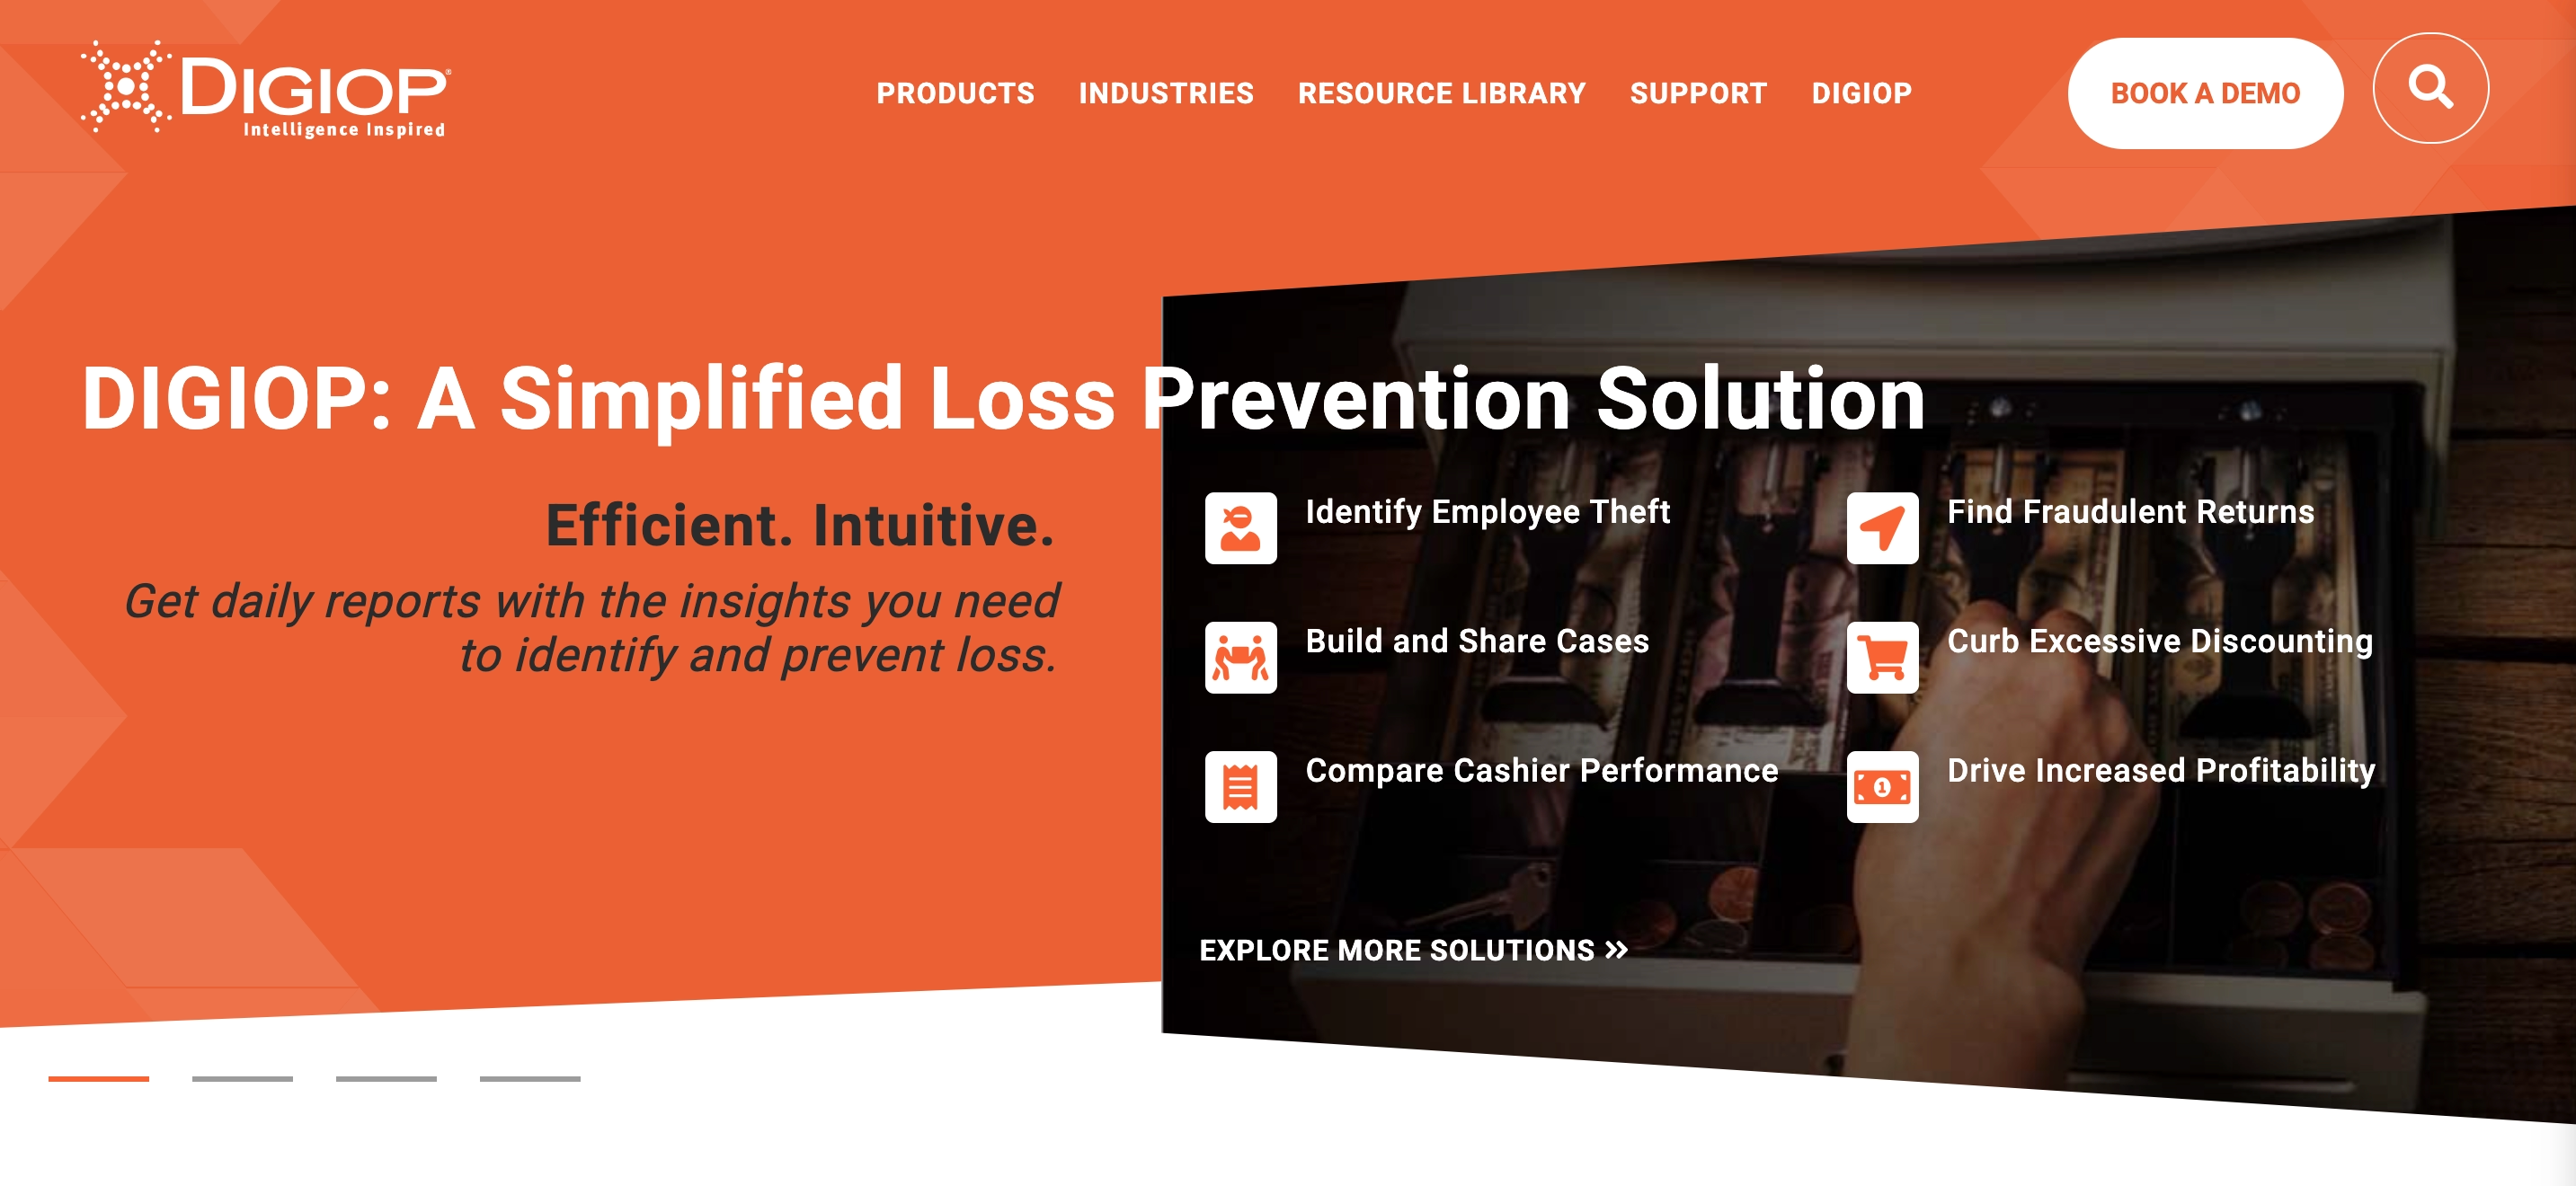 DIGIOP®
Intelligence Inspired
PRODUCTS
INDUSTRIES
RESOURCE LIBRARY
SUPPORT
DIGIOP
BOOK A DEMO
DIGIOP: A Simplified Loss Prevention Solution
Efficient. Intuitive.
Get daily reports with the insights you need
to identify and prevent loss.
Identify Employee Theft
Find Fraudulent Returns
Build and Share Cases
Curb Excessive Discounting
Compare Cashier Performance
1
Drive Increased Profitability
EXPLORE MORE SOLUTIONS »